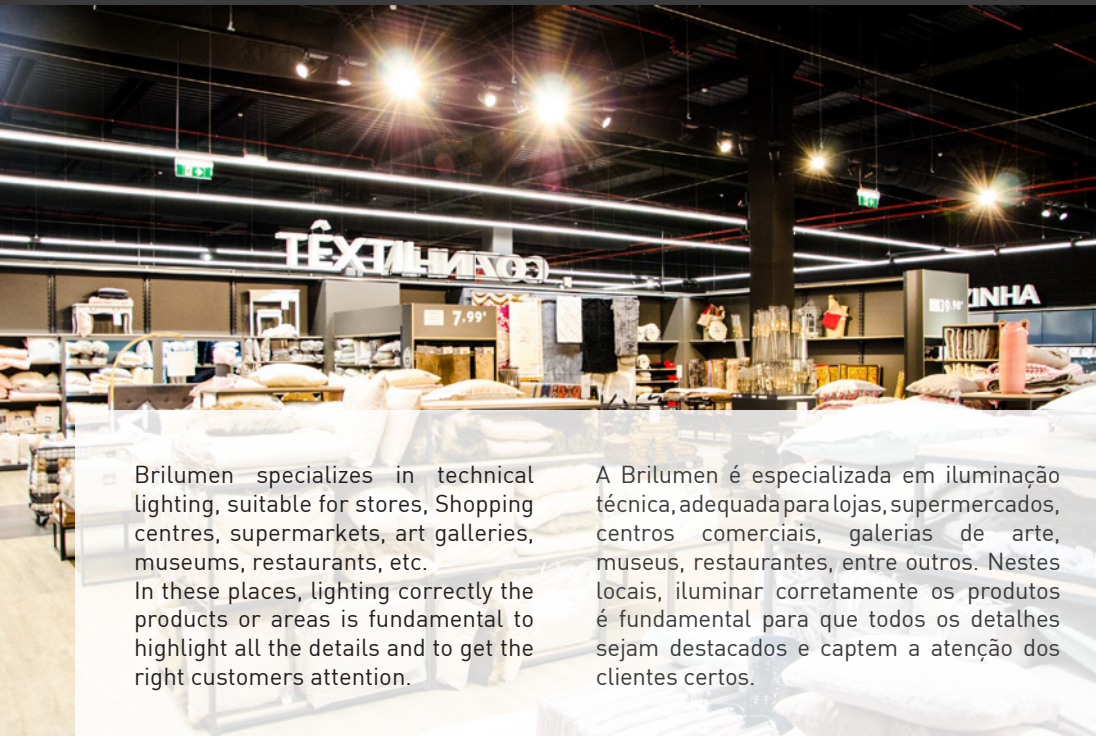 TÊXTIL
COZINHA
7,99€
39,90€
Brilumen specializes in technical
lighting, suitable for stores, Shopping
centres, supermarkets, art galleries,
museums, restaurants, etc.
In these places, lighting correctly the
products or areas is fundamental to
highlight all the details and to get the
right customers attention.
A Brilumen é especializada em iluminação
técnica, adequada para lojas, supermercados,
centros comerciais, galerias de arte,
museus, restaurantes, entre outros. Nestes
locais, iluminar corretamente os produtos
é fundamental para que todos os detalhes
sejam destacados e captem a atenção dos
clientes certos.